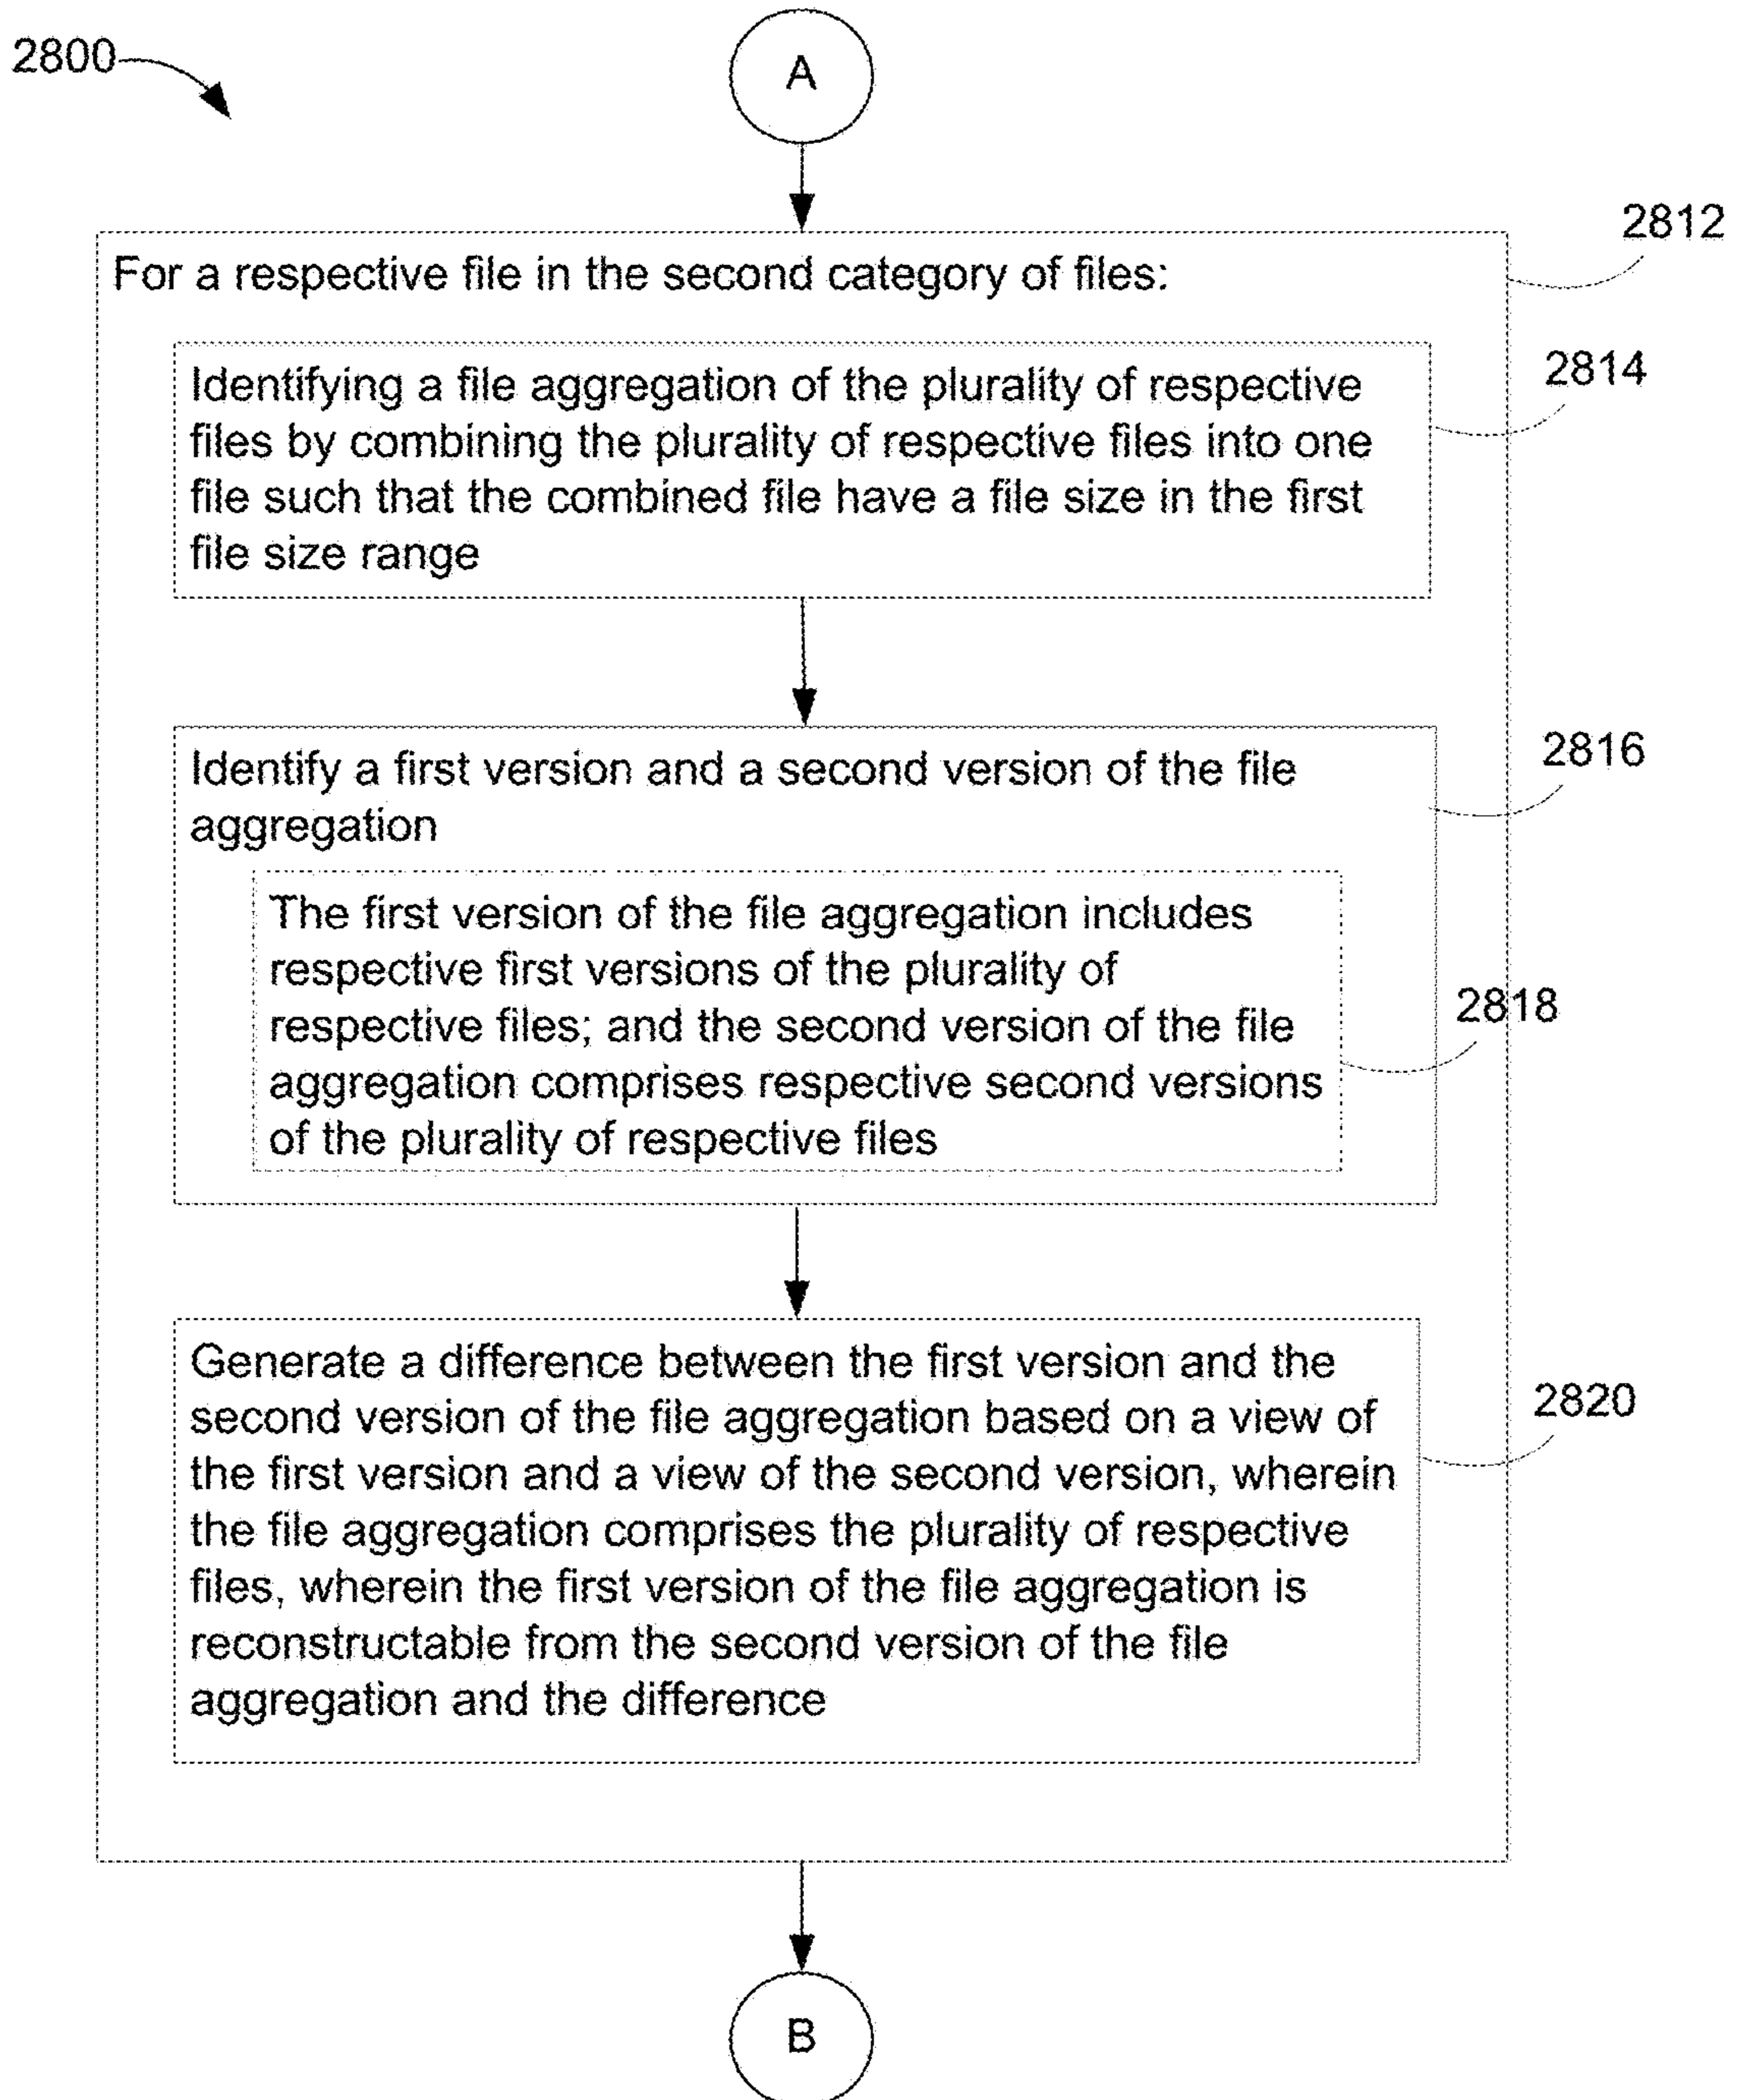 2800
A
2812
For a respective file in the second category of files:
2814
Identifying a file aggregation of the plurality of respective
files by combining the plurality of respective files into one
file such that the combined file have a file size in the first
file size range
2816
Identify a first version and a second version of the file
aggregation
The first version of the file aggregation includes
respective first versions of the plurality of
respective files; and the second version of the file
aggregation comprises respective second versions
of the plurality of respective files
2818
Generate a difference between the first version and the
second version of the file aggregation based on a view of
the first version and a view of the second version, wherein
the file aggregation comprises the plurality of respective
files, wherein the first version of the file aggregation is
reconstructable from the second version of the file
aggregation and the difference
2820
B